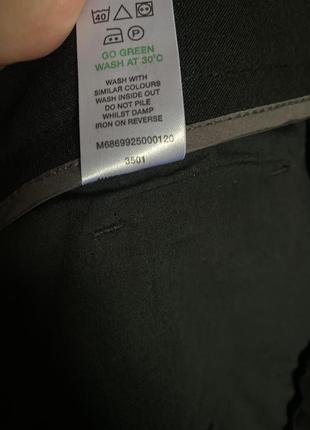 40
P
GO GREEN
WASH AT 30°C
WASH WITH
SIMILAR COLOURS
WASH INSIDE OUT
DO NOT PILE
WHILST DAMP
IRON ON REVERSE
M6869925000120
3501